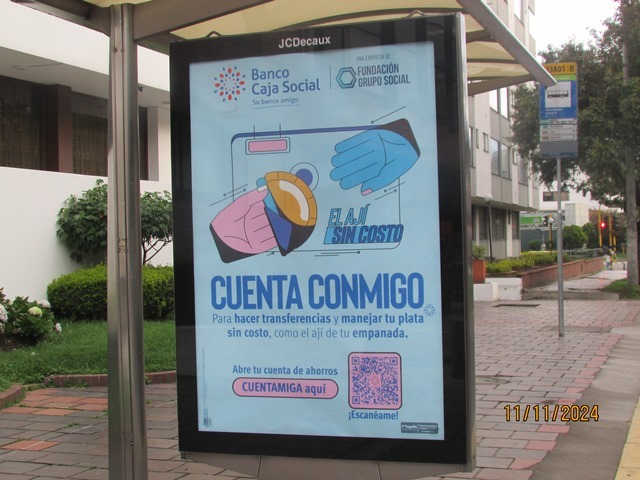 JCDecaux
Banco
Caja Social
Su banco amigo
UNA EMPRESA DE
FUNDACIÓN
GRUPO SOCIAL
EL AJÍ
SIN COSTO
CUENTA CONMIGO
Para hacer transferencias y manejar tu plata
sin costo, como el ají de tu empanada.
Abre tu cuenta de ahorros
CUENTAMIGA aquí
¡Escanéame!
11/11/2024